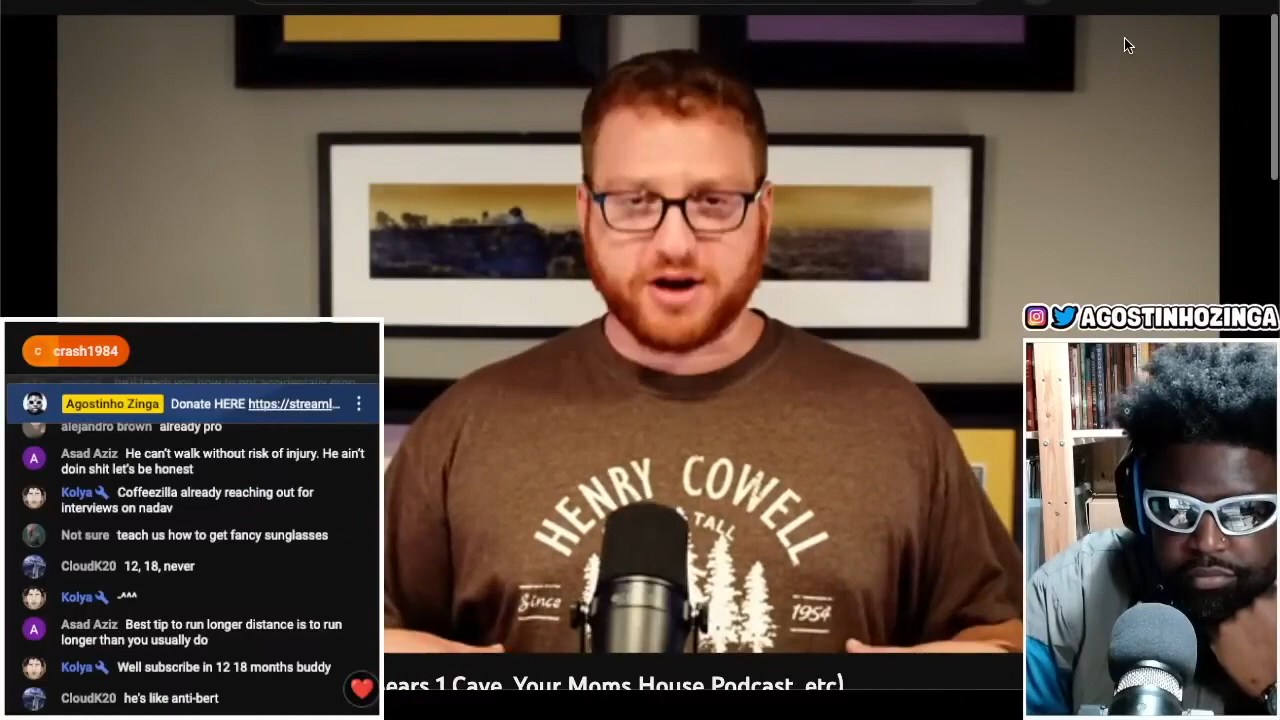 HENRY COWELL
TALL
Since
1954
AGOSTINHOZINGA
C crash1984
Agostinho Zinga Donate HERE https://streaml...
alejandro brown already pro
A Asad Aziz He can't walk without risk of injury. He ain't
doin shit let's be honest
Kolya Coffeezilla already reaching out for
interviews on nadav
Not sure teach us how to get fancy sunglasses
CloudK20 12, 18, never
Kolya -^^^
A Asad Aziz Best tip to run longer distance is to run
longer than you usually do
Kolya Well subscribe in 12 18 months buddy
CloudK20 he's like anti-bert
ears 1 Cave, Your Moms House Podcast, etc)